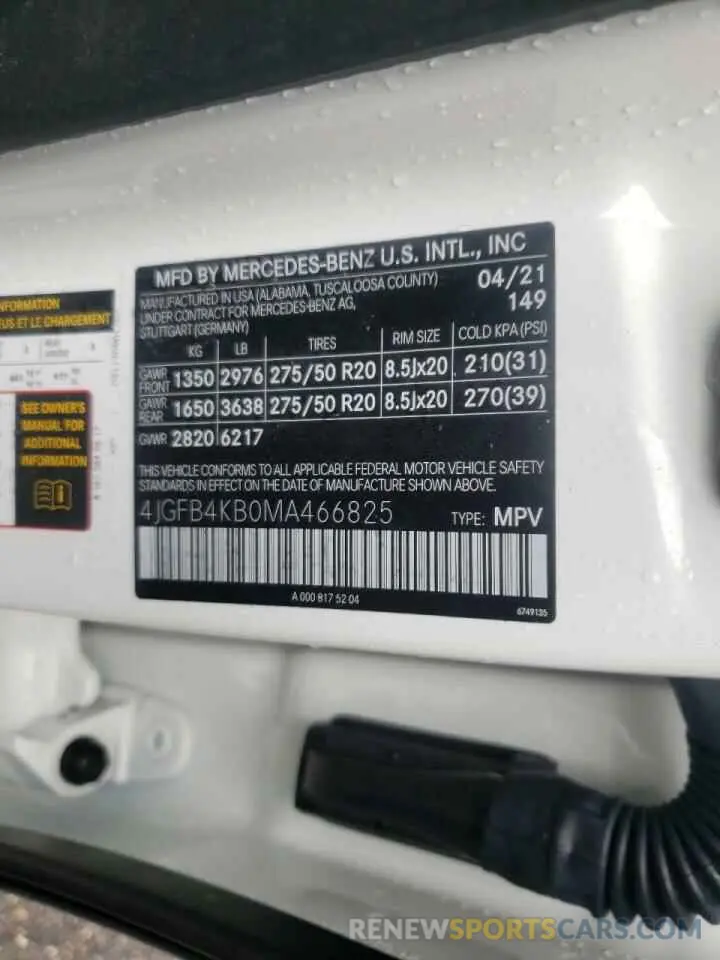 MFD BY MERCEDES-BENZ U.S. INTL., INC
MANUFACTURED IN USA (ALABAMA, TUSCALOOSA COUNTY)
UNDER CONTRACT FOR MERCEDES-BENZ AG,
STUTTGART (GERMANY)
04/21
149
KG LB TIRES RIM SIZE COLD KPA (PSI)
GAWR FRONT 1350 2976 275/50 R20 8.5Jx20 210(31)
GAWR REAR 1650 3638 275/50 R20 8.5Jx20 270(39)
GVWR 2820 6217
THIS VEHICLE CONFORMS TO ALL APPLICABLE FEDERAL MOTOR VEHICLE SAFETY
STANDARDS IN EFFECT ON THE DATE OF MANUFACTURE SHOWN ABOVE.
4JGFB4KB0MA466825 TYPE: MPV
A 000 817 52 04
6749135
INFORMATION
ET LE CHARGEMENT
SEE OWNER'S
MANUAL FOR
ADDITIONAL
INFORMATION
RENEWSPORTSCARS.COM